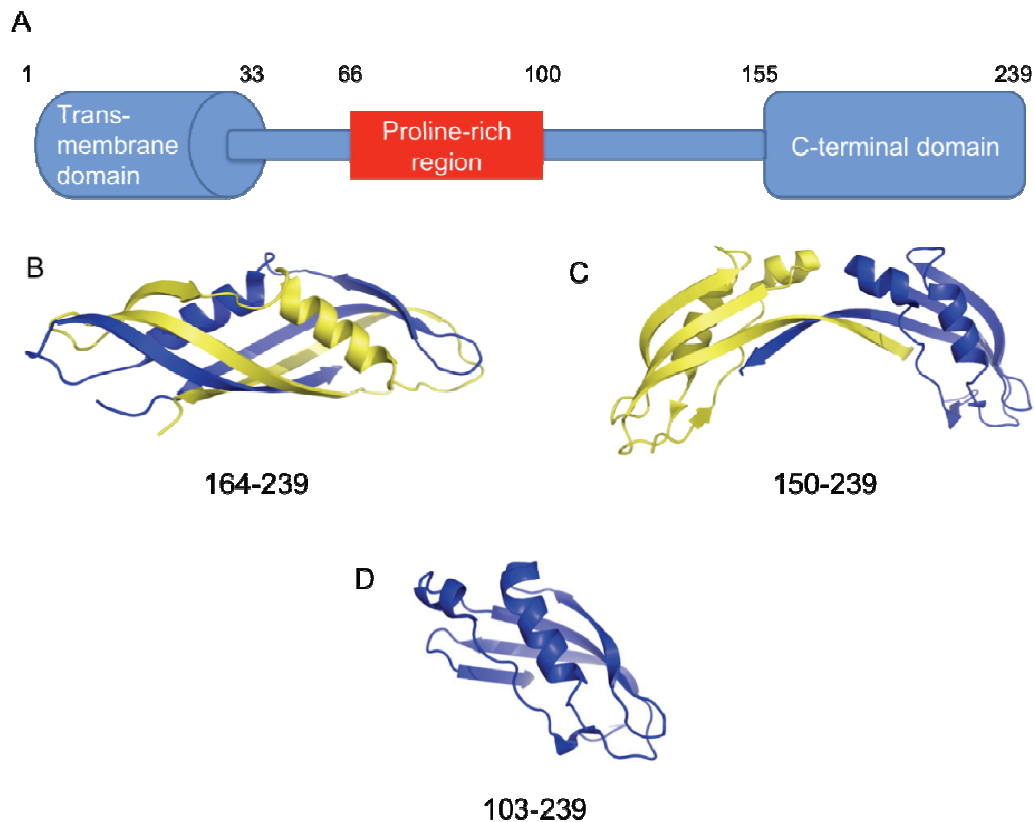 A
1 33 66 100 155 239
Trans-
membrane
domain
Proline-rich
region
C-terminal domain
B
C
164-239
150-239
D
103-239